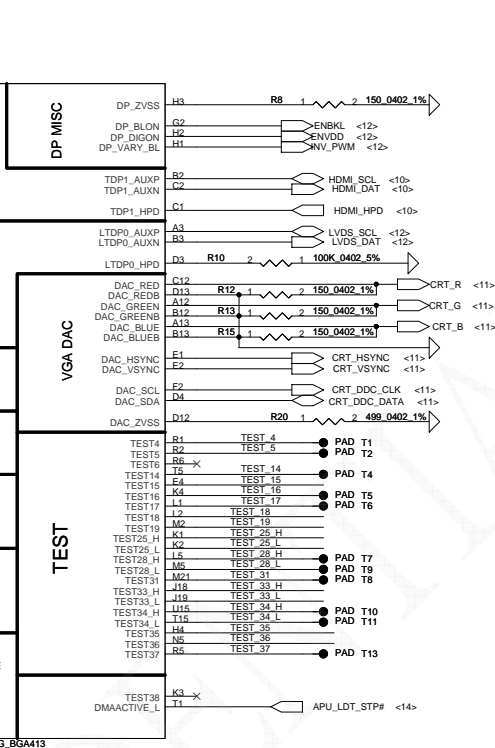 DP MISC
DP_ZVSS H3 R8 1 2 150_0402_1%
DP_BLON G2 ENBKL <12>
DP_DIGON H2 ENVDD <12>
DP_VARY_BL H1 INV_PWM <12>
TDP1_AUXP B2 HDMI_SCL <10>
TDP1_AUXN C2 HDMI_DAT <10>
TDP1_HPD C1 HDMI_HPD <10>
LTDP0_AUXP A3 LVDS_SCL <12>
LTDP0_AUXN B3 LVDS_DAT <12>
LTDP0_HPD D3 R10 2 1 100K_0402_5%
VGA DAC
DAC_RED C12 CRT_R <11>
DAC_REDB D13 R12 1 2 150_0402_1%
DAC_GREEN A12 CRT_G <11>
DAC_GREENB B12 R13 1 2 150_0402_1%
DAC_BLUE A13 CRT_B <11>
DAC_BLUEB B13 R15 1 2 150_0402_1%
DAC_HSYNC E1 CRT_HSYNC <11>
DAC_VSYNC E2 CRT_VSYNC <11>
DAC_SCL F2 CRT_DDC_CLK <11>
DAC_SDA D4 CRT_DDC_DATA <11>
DAC_ZVSS D12 R20 1 2 499_0402_1%
TEST
TEST4 R1 TEST_4 PAD T1
TEST5 R2 TEST_5 PAD T2
TEST6 R6
TEST14 T5 TEST_14 PAD T4
TEST15 E4 TEST_15
TEST16 K4 TEST_16 PAD T5
TEST17 L1 TEST_17 PAD T6
TEST18 L2 TEST_18
TEST19 M2 TEST_19
TEST25_H K1 TEST_25_H
TEST25_L K2 TEST_25_L
TEST28_H L5 TEST_28_H PAD T7
TEST28_L M5 TEST_28_L PAD T9
TEST31 M21 TEST_31 PAD T8
TEST33_H J18 TEST_33_H
TEST33_L J19 TEST_33_L
TEST34_H U15 TEST_34_H PAD T10
TEST34_L T15 TEST_34_L PAD T11
TEST35 H4 TEST_35
TEST36 N5 TEST_36
TEST37 R5 TEST_37 PAD T13
TEST38 K3
DMAACTIVE_L T1 APU_LDT_STP# <14>
G_BGA413